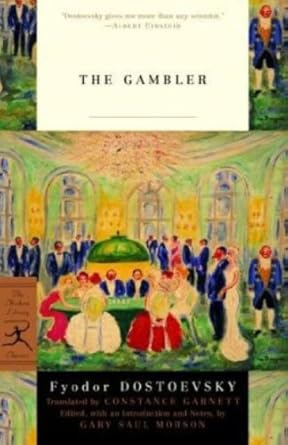 "Dostoevsky gives me more than any scientist."
—ALBERT EINSTEIN
THE GAMBLER
The Modern Library
Classics
Fyodor DOSTOEVSKY
Translated by CONSTANCE GARNETT
Edited, with an Introduction and Notes, by
GARY SAUL MORSON